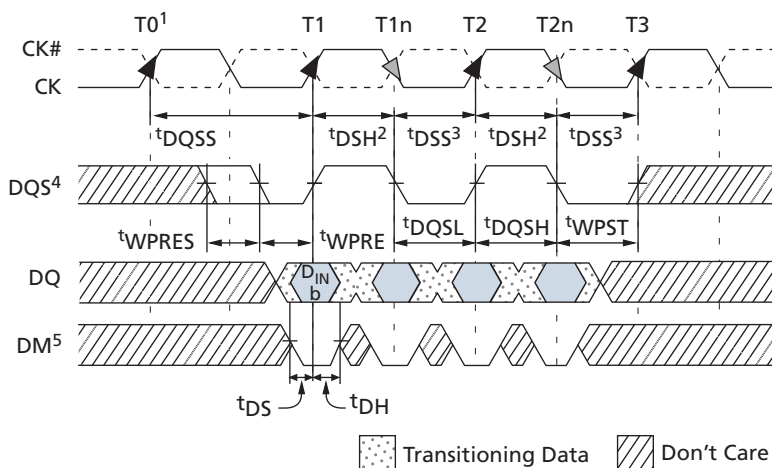 T0¹ T1 T1n T2 T2n T3
CK#
CK
tDQSS tDSH² tDSS³ tDSH² tDSS³
DQS⁴
tWPRES tWPRE tDQSL tDQSH tWPST
DQ
DIN
b
DM⁵
tDS tDH
Transitioning Data Don't Care